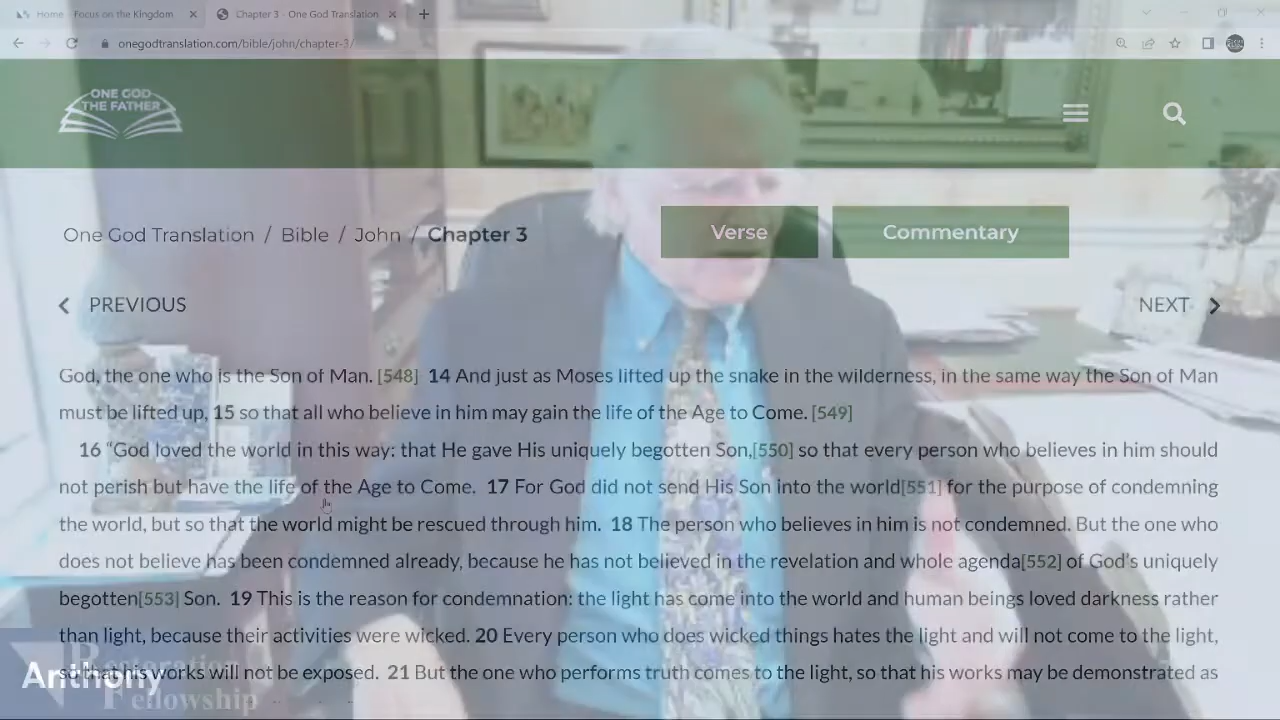 Home - Focus on the Kingdom
Chapter 3 - One God Translation
onegodtranslation.com/bible/john/chapter-3/
ONE GOD
THE FATHER
One God Translation / Bible / John / Chapter 3
Verse
Commentary
PREVIOUS
NEXT
God, the one who is the Son of Man. [548] 14 And just as Moses lifted up the snake in the wilderness, in the same way the Son of Man
must be lifted up, 15 so that all who believe in him may gain the life of the Age to Come. [549]
16 “God loved the world in this way: that He gave His uniquely begotten Son,[550] so that every person who believes in him should
not perish but have the life of the Age to Come. 17 For God did not send His Son into the world[551] for the purpose of condemning
the world, but so that the world might be rescued through him. 18 The person who believes in him is not condemned. But the one who
does not believe has been condemned already, because he has not believed in the revelation and whole agenda[552] of God’s uniquely
begotten[553] Son. 19 This is the reason for condemnation: the light has come into the world and human beings loved darkness rather
than light, because their activities were wicked. 20 Every person who does wicked things hates the light and will not come to the light,
so that his works will not be exposed. 21 But the one who performs truth comes to the light, so that his works may be demonstrated as
Anthony
Restoration
Fellowship